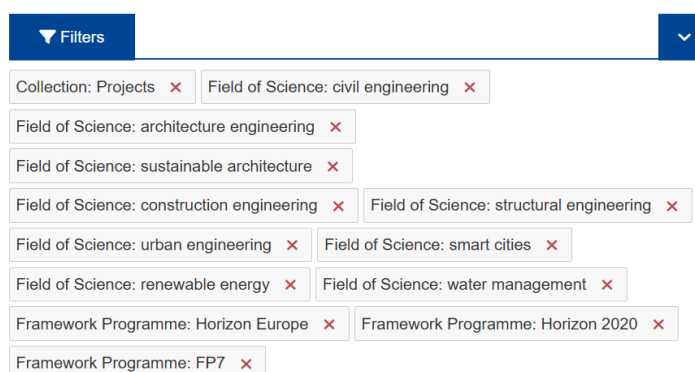 Filters
Collection: Projects × Field of Science: civil engineering ×
Field of Science: architecture engineering ×
Field of Science: sustainable architecture ×
Field of Science: construction engineering × Field of Science: structural engineering ×
Field of Science: urban engineering × Field of Science: smart cities ×
Field of Science: renewable energy × Field of Science: water management ×
Framework Programme: Horizon Europe × Framework Programme: Horizon 2020 ×
Framework Programme: FP7 ×